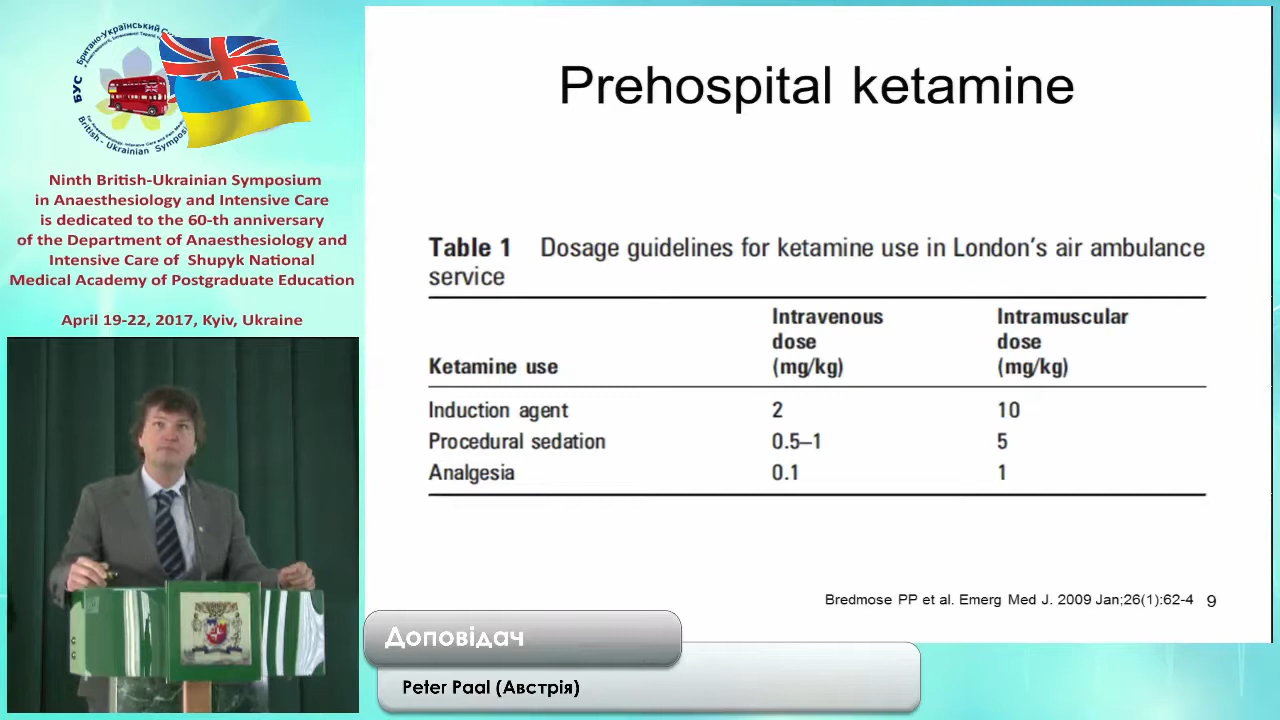 Британо-Український Си
БУС
British - Ukrainian Symposi
Ninth British-Ukrainian Symposium
in Anaesthesiology and Intensive Care
is dedicated to the 60-th anniversary
of the Department of Anaesthesiology and
Intensive Care of Shupyk National
Medical Academy of Postgraduate Education
April 19-22, 2017, Kyiv, Ukraine
Prehospital ketamine
Table 1 Dosage guidelines for ketamine use in London's air ambulance
service
Ketamine use Intravenous dose (mg/kg) Intramuscular dose (mg/kg)
Induction agent 2 10
Procedural sedation 0.5–1 5
Analgesia 0.1 1
Bredmose PP et al. Emerg Med J. 2009 Jan;26(1):62-4 9
Доповідач
Peter Paal (Австрія)